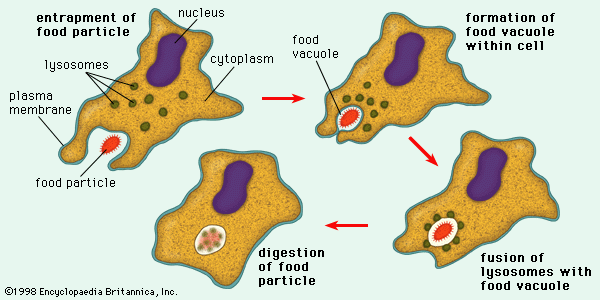 entrapment of
food particle
nucleus
lysosomes
cytoplasm
plasma
membrane
food particle
formation of
food vacuole
within cell
food
vacuole
fusion of
lysosomes with
food vacuole
digestion
of food
particle
©1998 Encyclopaedia Britannica, Inc.